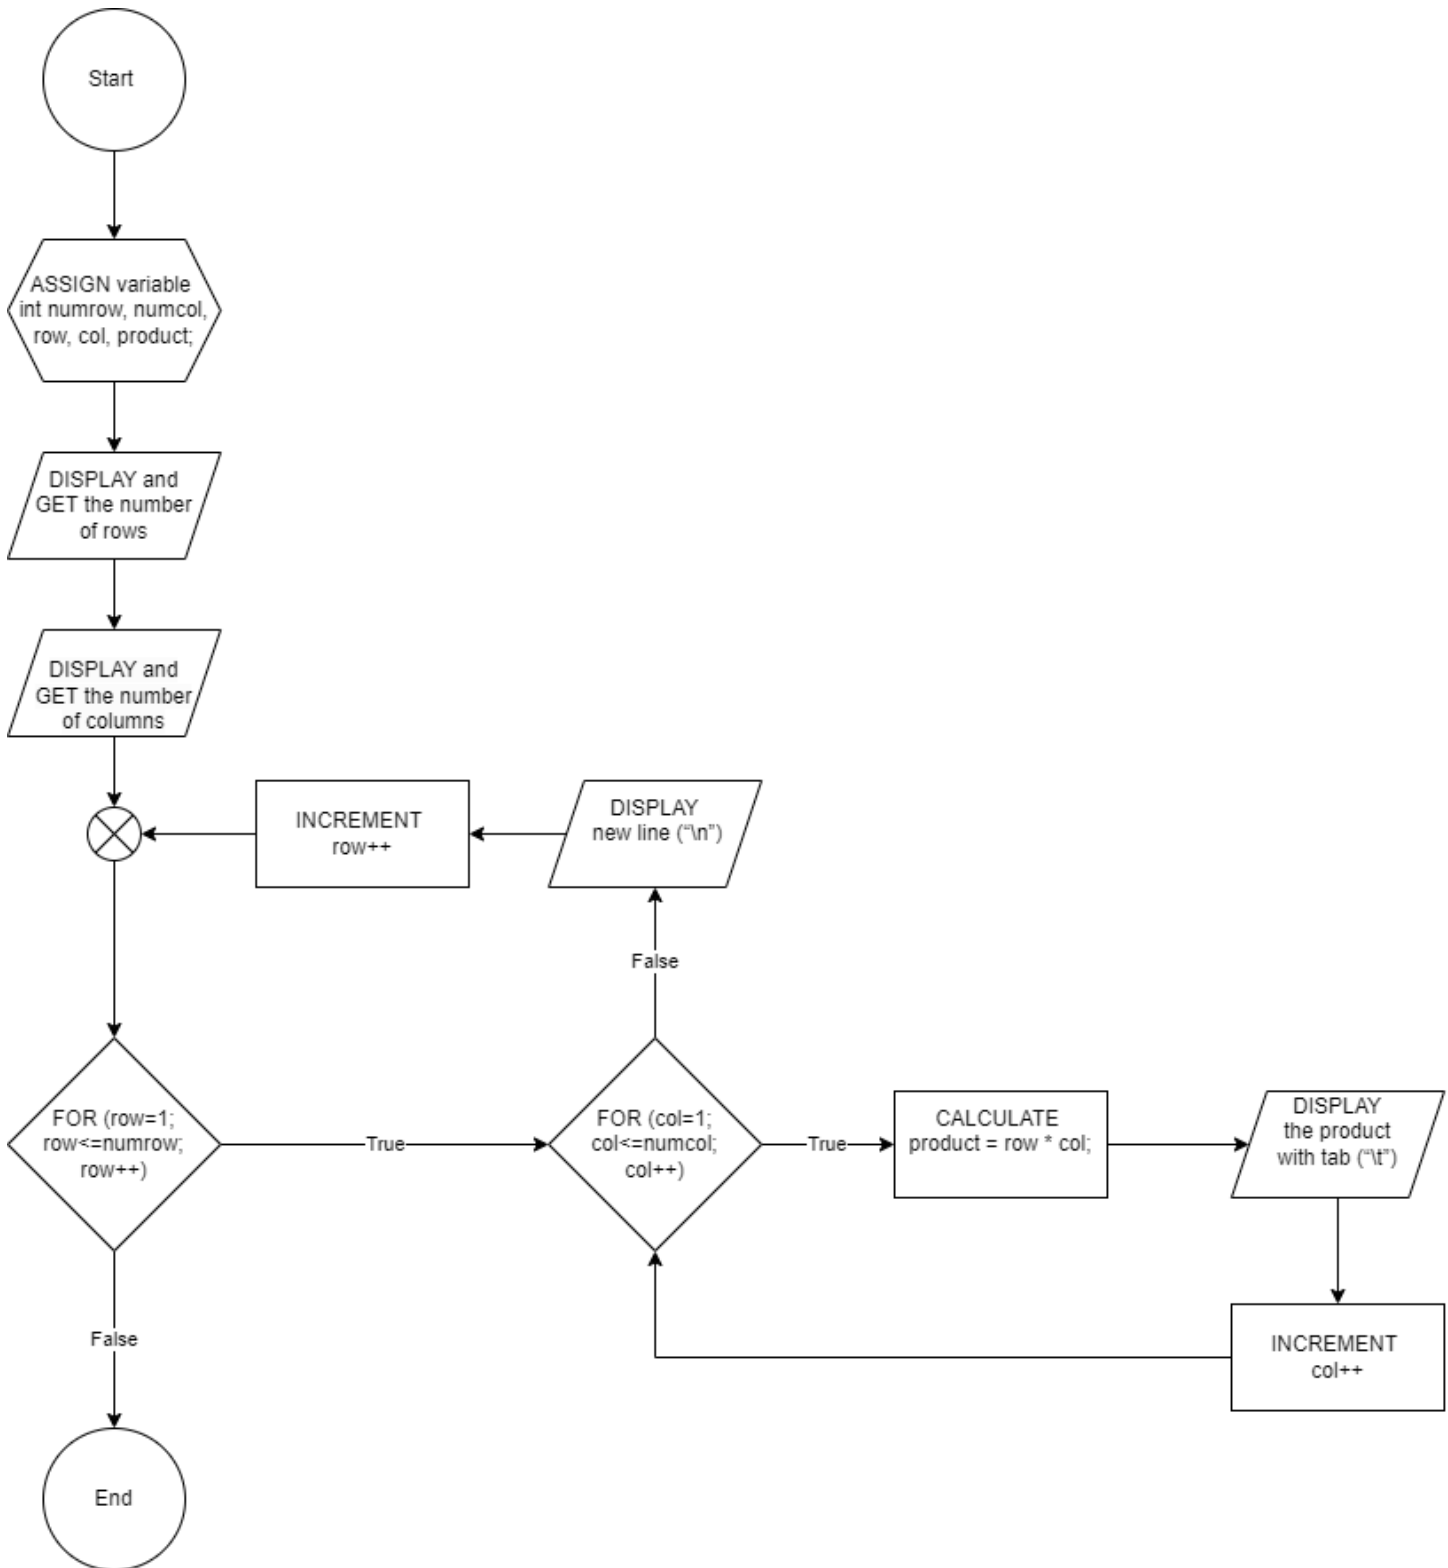 Start
ASSIGN variable
int numrow, numcol,
row, col, product;
DISPLAY and
GET the number
of rows
DISPLAY and
GET the number
of columns
INCREMENT
row++
DISPLAY
new line (“\n”)
False
FOR (row=1;
row<=numrow;
row++)
True
FOR (col=1;
col<=numcol;
col++)
True
CALCULATE
product = row * col;
DISPLAY
the product
with tab (“\t”)
False
INCREMENT
col++
End